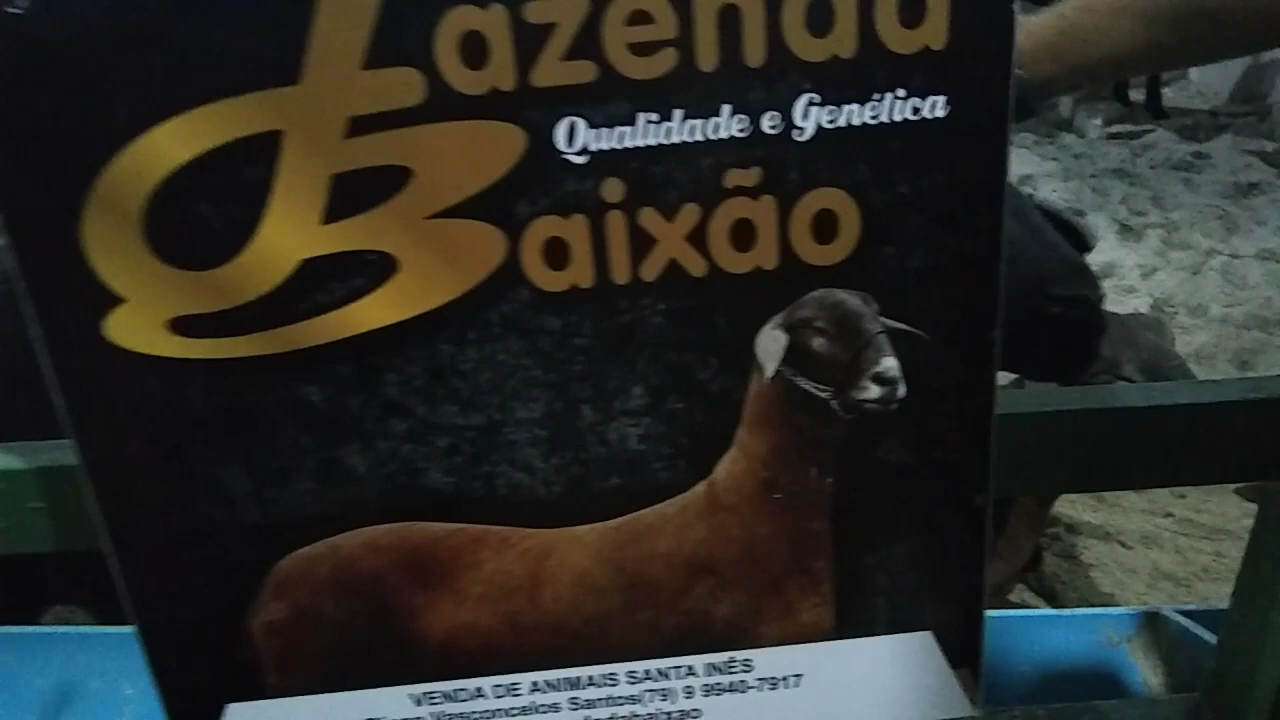 Fazenda
Qualidade e Genética
Baixão
VENDA DE ANIMAIS SANTA INÊS
Vasconcelos Santos(79) 9 9940-7917